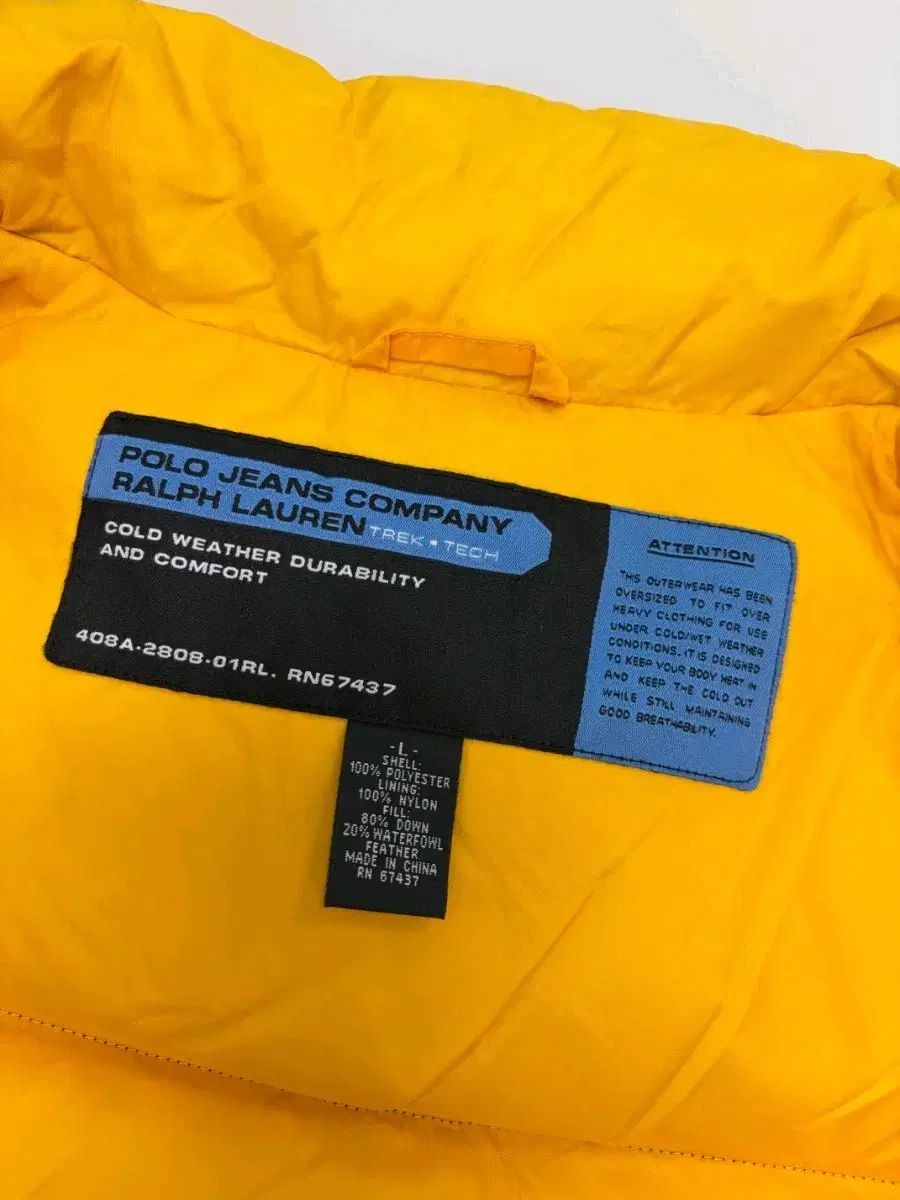 POLO JEANS COMPANY
RALPH LAUREN TREK • TECH
COLD WEATHER DURABILITY
AND COMFORT
408A-2808-01RL. RN67437
ATTENTION
THIS OUTERWEAR HAS BEEN
OVERSIZED TO FIT OVER
HEAVY CLOTHING FOR USE
UNDER COLD/WET WEATHER
CONDITIONS. IT IS DESIGNED
TO KEEP YOUR BODY HEAT IN
AND KEEP THE COLD OUT
WHILE STILL MAINTAINING
GOOD BREATHABILITY.
- L -
SHELL:
100% POLYESTER
LINING:
100% NYLON
FILL:
80% DOWN
20% WATERFOWL
FEATHER
MADE IN CHINA
RN 67437